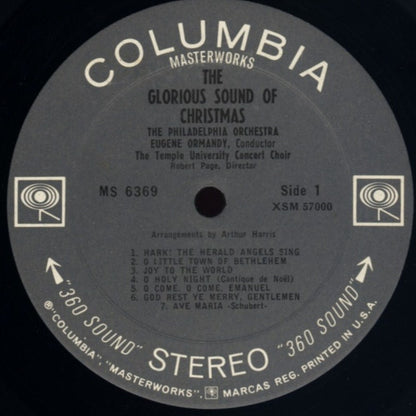 COLUMBIA
MASTERWORKS
THE
GLORIOUS SOUND OF
CHRISTMAS
THE PHILADELPHIA ORCHESTRA
EUGENE ORMANDY, Conductor
The Temple University Concert Choir
Robert Page, Director
MS 6369
Side 1
XSM 57000
Arrangements by Arthur Harris
1. HARK! THE HERALD ANGELS SING
2. O LITTLE TOWN OF BETHLEHEM
3. JOY TO THE WORLD
4. O HOLY NIGHT (Cantique de Noël)
5. O COME, O COME, EMANUEL
6. GOD REST YE MERRY, GENTLEMEN
7. AVE MARIA -Schubert-
"360 SOUND" STEREO "360 SOUND"
® "COLUMBIA", "MASTERWORKS", MARCAS REG. PRINTED IN U.S.A.